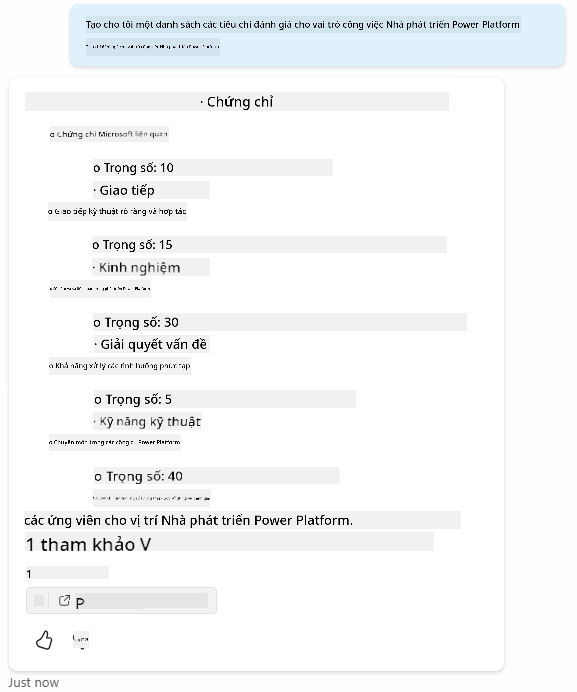 Tạo cho tôi một danh sách các tiêu chí đánh giá cho vai trò công việc Nhà phát triển Power Platform
· Chứng chỉ
o Chứng chỉ Microsoft liên quan
o Trọng số: 10
· Giao tiếp
o Giao tiếp kỹ thuật rõ ràng và hợp tác
o Trọng số: 15
· Kinh nghiệm
o Trọng số: 30
· Giải quyết vấn đề
o Khả năng xử lý các tình huống phức tạp
o Trọng số: 5
· Kỹ năng kỹ thuật
o Chuyên môn trong các công cụ Power Platform
o Trọng số: 40
các ứng viên cho vị trí Nhà phát triển Power Platform.
1 tham khảo V
1
P
Just now